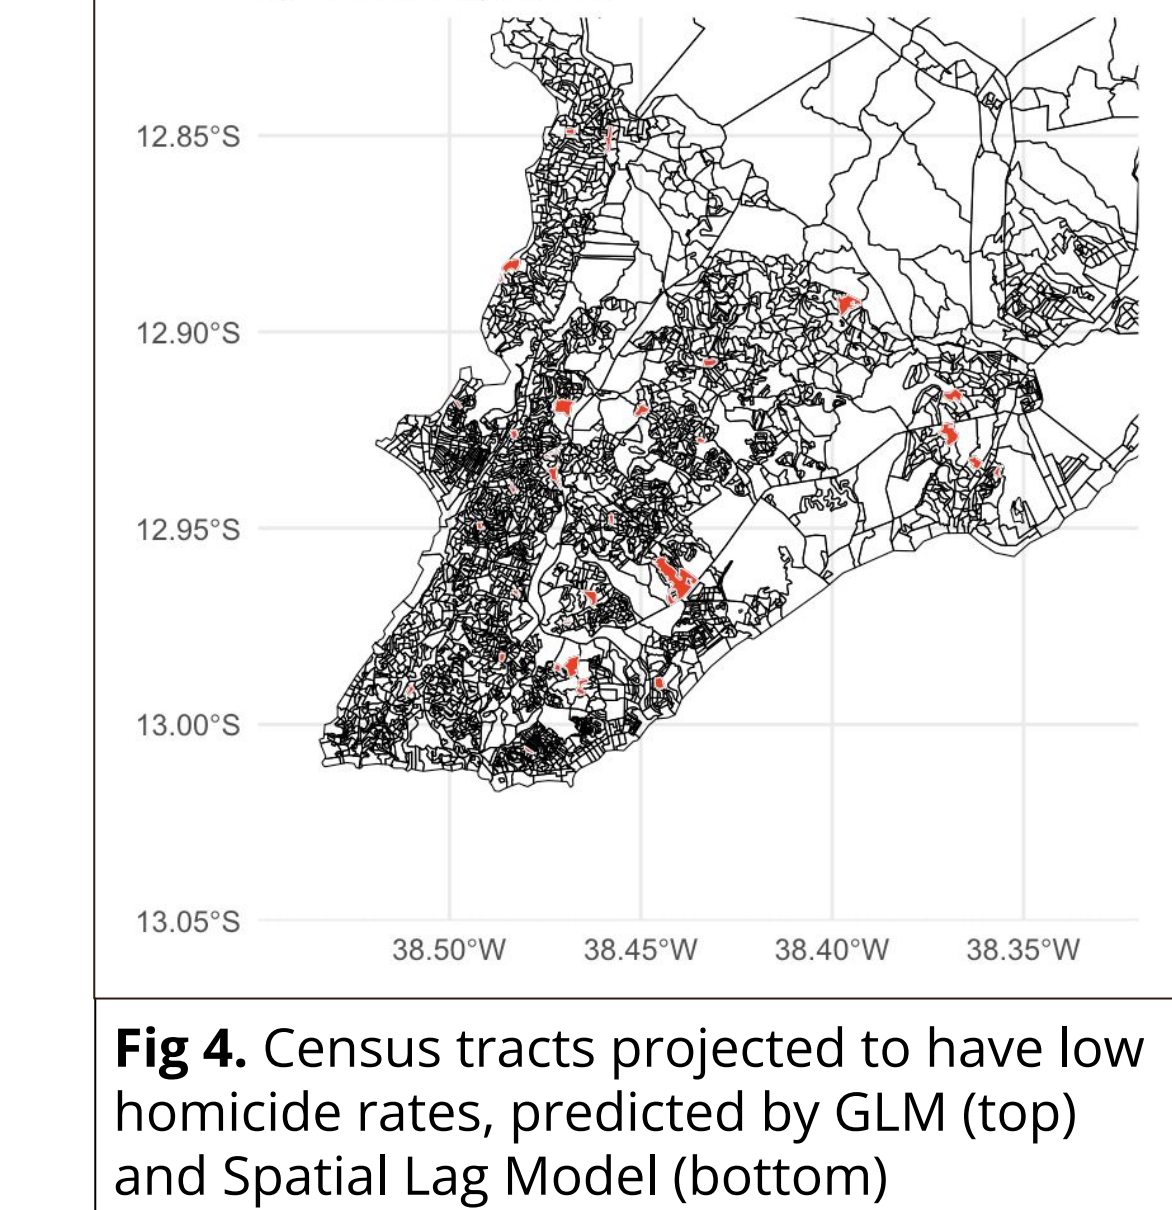 12.85°S
12.90°S
12.95°S
13.00°S
13.05°S
38.50°W 38.45°W 38.40°W 38.35°W
Fig 4. Census tracts projected to have low
homicide rates, predicted by GLM (top)
and Spatial Lag Model (bottom)